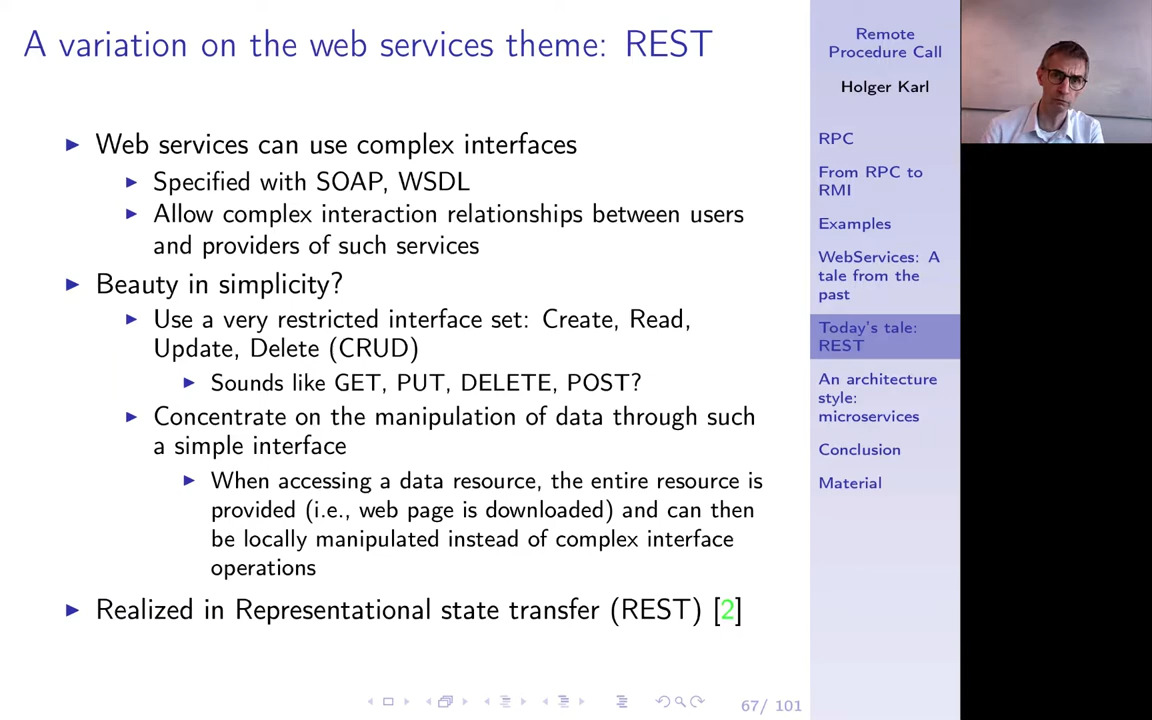 A variation on the web services theme: REST
Web services can use complex interfaces
Specified with SOAP, WSDL
Allow complex interaction relationships between users
and providers of such services
Beauty in simplicity?
Use a very restricted interface set: Create, Read,
Update, Delete (CRUD)
Sounds like GET, PUT, DELETE, POST?
Concentrate on the manipulation of data through such
a simple interface
When accessing a data resource, the entire resource is
provided (i.e., web page is downloaded) and can then
be locally manipulated instead of complex interface
operations
Realized in Representational state transfer (REST) [2]
67/ 101
Remote
Procedure Call
Holger Karl
RPC
From RPC to
RMI
Examples
WebServices: A
tale from the
past
Today's tale:
REST
An architecture
style:
microservices
Conclusion
Material